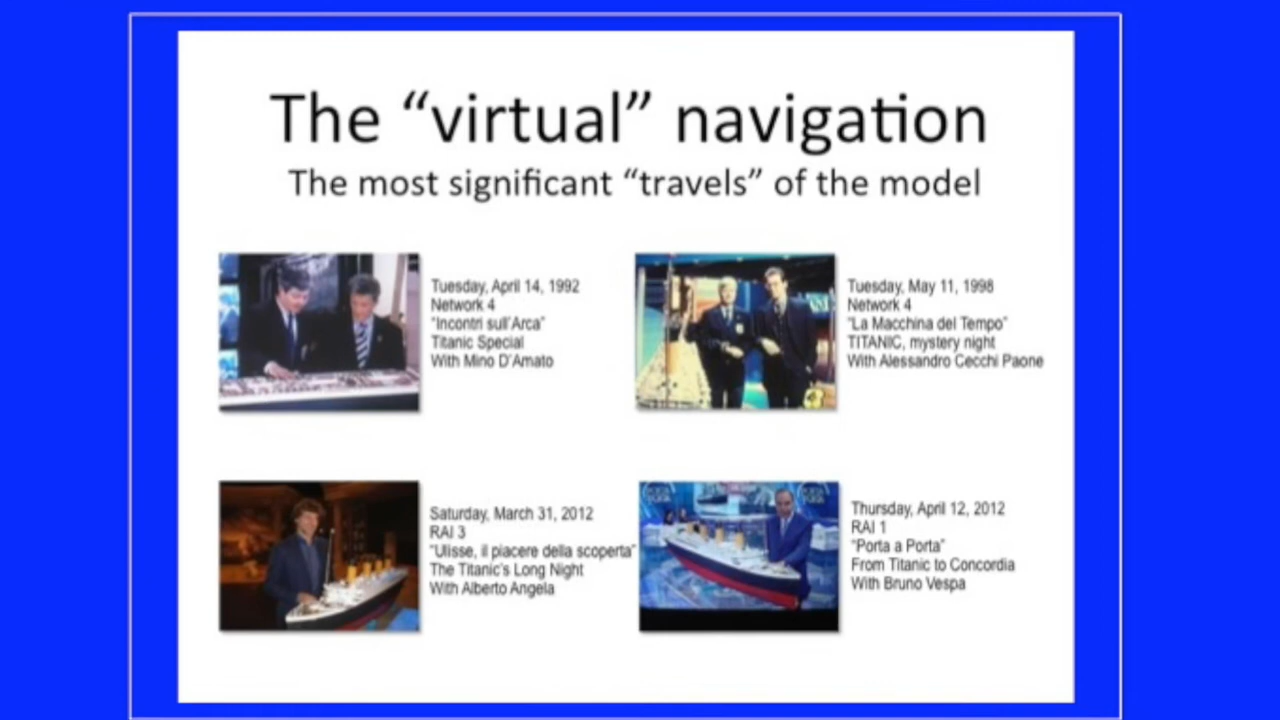 The “virtual” navigation
The most significant “travels” of the model
Tuesday, April 14, 1992
Network 4
“Incontri sull’Arca”
Titanic Special
With Mino D’Amato
Tuesday, May 11, 1998
Network 4
“La Macchina del Tempo”
TITANIC, mystery night
With Alessandro Cecchi Paone
Saturday, March 31, 2012
RAI 3
“Ulisse, il piacere della scoperta”
The Titanic’s Long Night
With Alberto Angela
Thursday, April 12, 2012
RAI 1
“Porta a Porta”
From Titanic to Concordia
With Bruno Vespa